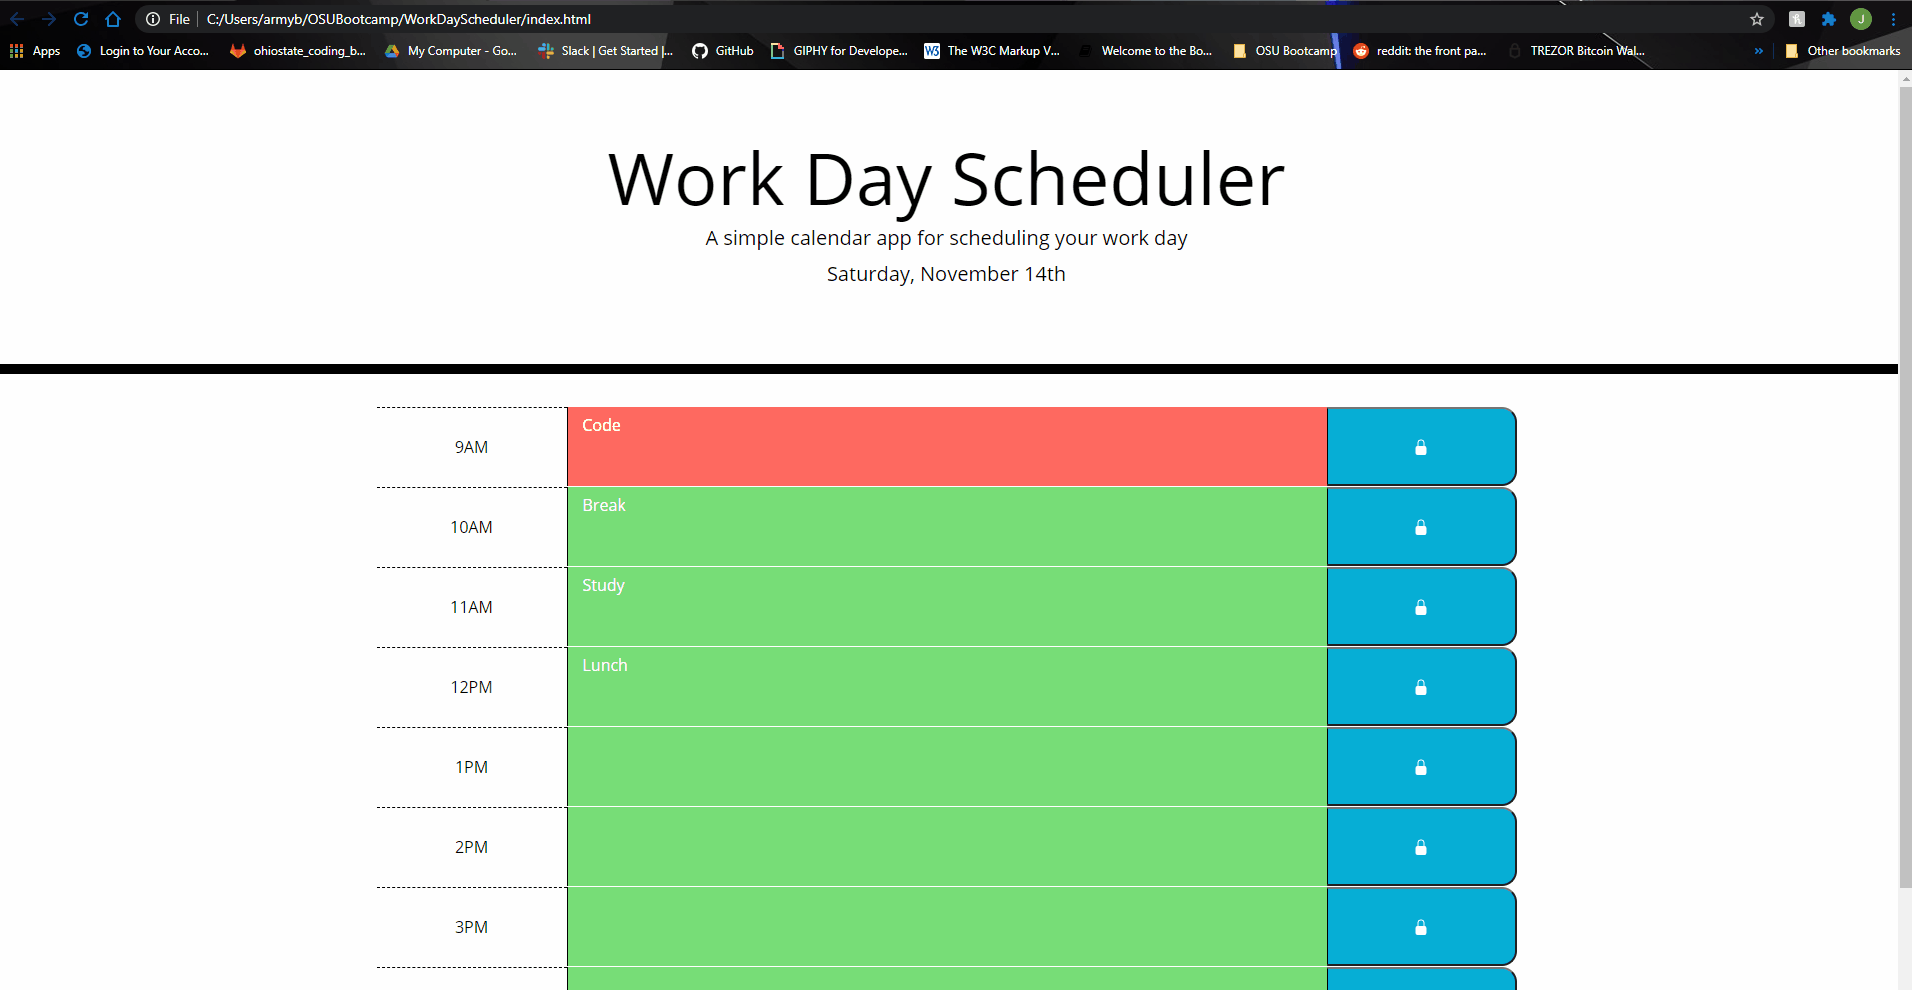 File C:/Users/armyb/OSUBootcamp/WorkDayScheduler/index.html J
Apps Login to Your Acco... ohiostate_coding_b... My Computer - Go... Slack | Get Started |... GitHub GIPHY for Develope... W3 The W3C Markup V... Welcome to the Bo... OSU Bootcamp reddit: the front pa... TREZOR Bitcoin Wal... » Other bookmarks
Work Day Scheduler
A simple calendar app for scheduling your work day
Saturday, November 14th
9AM Code
10AM Break
11AM Study
12PM Lunch
1PM
2PM
3PM